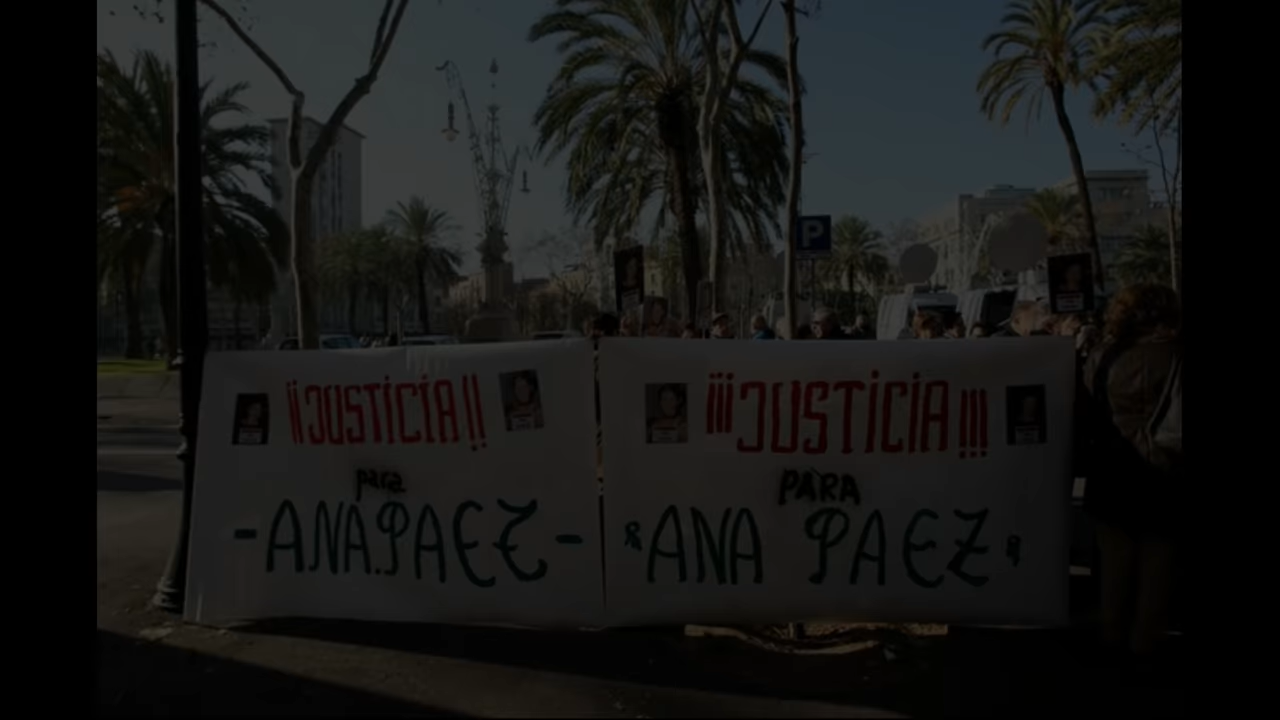 P
¡¡JUSTICIA!!
para
-ANA.PAEZ-
¡¡¡JUSTICIA!!!
PARA
ANA PAEZ